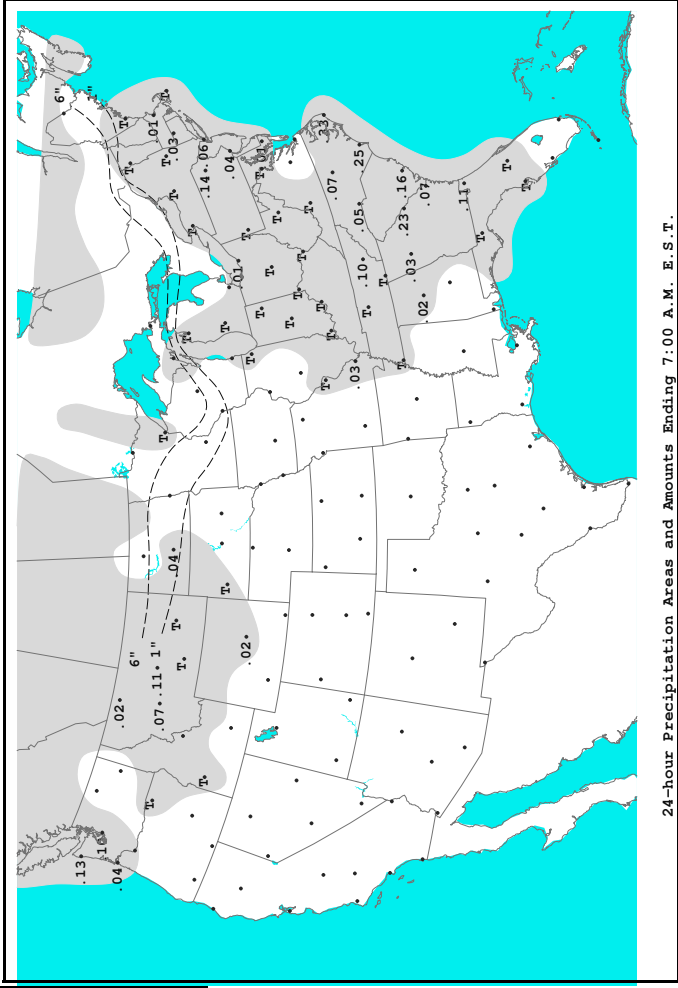 6"
.13
10
.04
.02
T
T
6"
T
.01
.07 .11 1"
T
T
T
.04
T
T
.03
T
T
T
T
.14 .06
T
T
.04
.02
T
.01
T
T
T
.01
T
T
T
T
T
T
T
T
T
.07
33
.03
.10
.05
.25
T
T
T
.03
.23
.16
.02
.07
.11
T
T
T
24-hour Precipitation Areas and Amounts Ending 7:00 A.M. E.S.T.